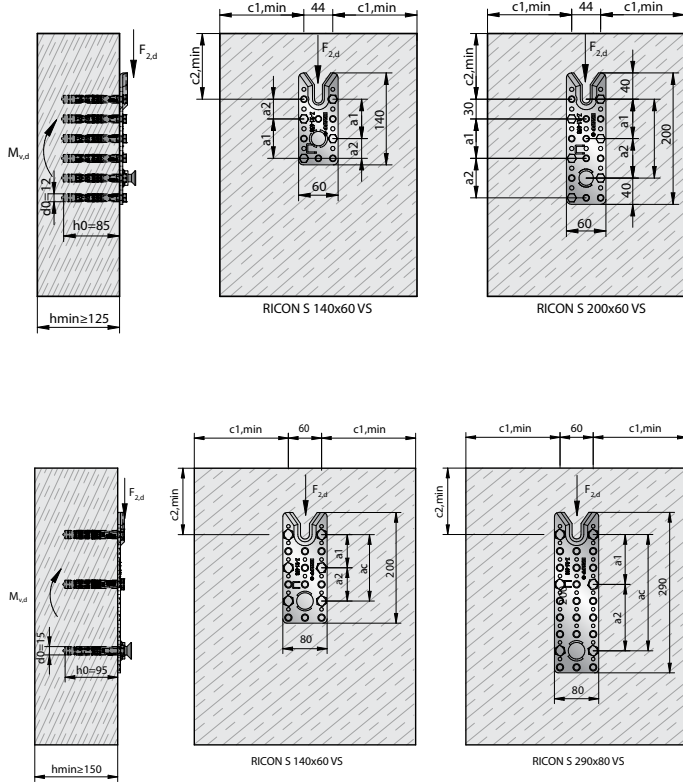 c1,min 44 c1,min
c2,min
F2,d
a2
a1
a1
a2
140
60
RICON S 140x60 VS
F2,d
Mv,d
d0=12
h0=85
hmin≥125
c1,min 44 c1,min
c2,min
F2,d
40
30
a1
a2
a1
a2
40
200
60
RICON S 200x60 VS
F2,d
Mv,d
d0=15
h0=95
hmin≥150
c1,min 60 c1,min
c2,min
F2,d
a1
a2
ac
200
80
RICON S 140x60 VS
c1,min 60 c1,min
c2,min
F2,d
a1
a2
ac
290
80
RICON S 290x80 VS